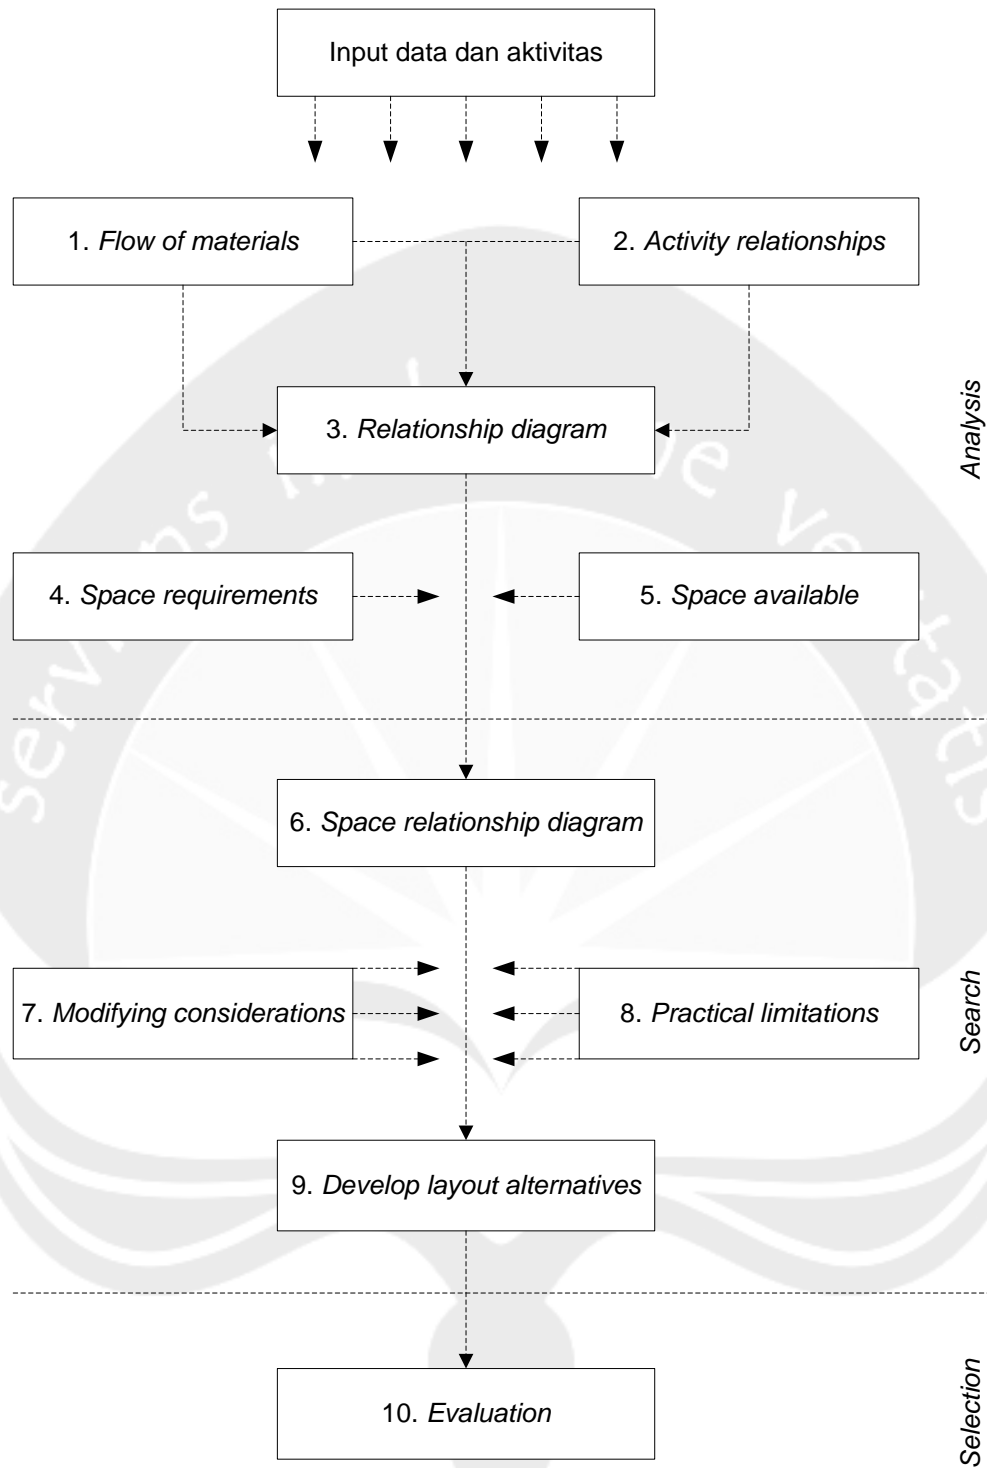 Input data dan aktivitas
1. Flow of materials
2. Activity relationships
3. Relationship diagram
Analysis
4. Space requirements
5. Space available
6. Space relationship diagram
7. Modifying considerations
8. Practical limitations
Search
9. Develop layout alternatives
10. Evaluation
Selection